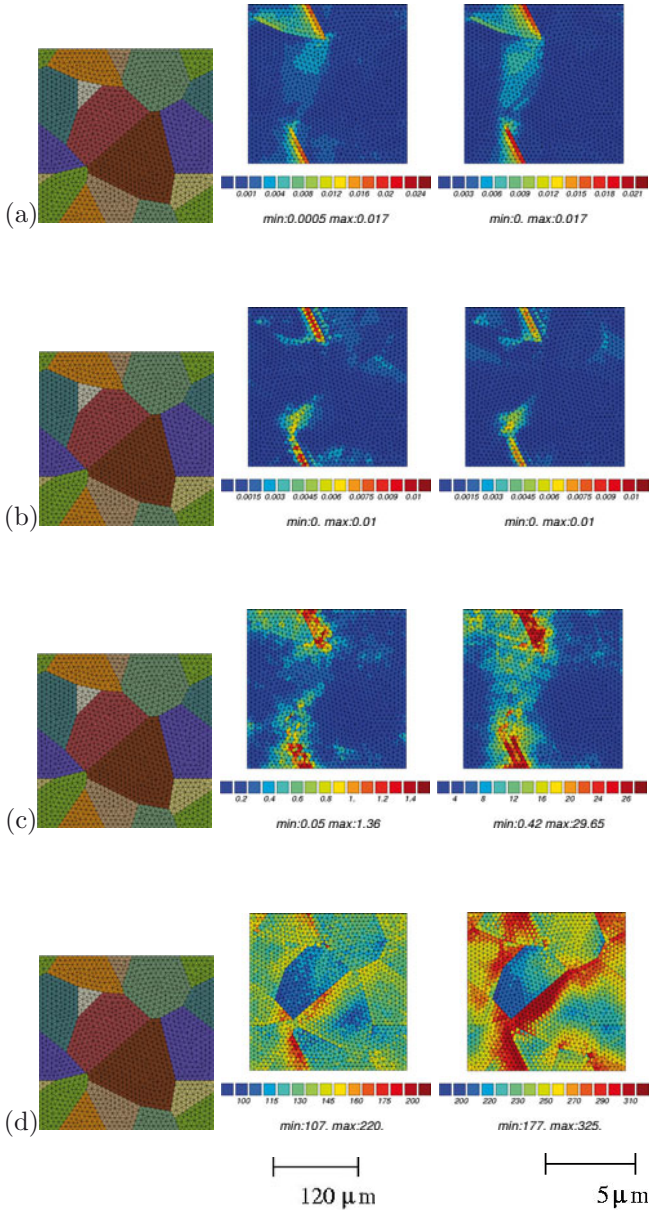 0.001 0.004 0.008 0.012 0.016 0.02 0.024
0.003 0.006 0.009 0.012 0.015 0.018 0.021
(a)
min:0.0005 max:0.017
min:0. max:0.017
0.0015 0.003 0.0045 0.006 0.0075 0.009 0.01
0.0015 0.003 0.0045 0.006 0.0075 0.009 0.01
(b)
min:0. max:0.01
min:0. max:0.01
0.2 0.4 0.6 0.8 1. 1.2 1.4
4 8 12 16 20 24 26
(c)
min:0.05 max:1.36
min:0.42 max:29.65
100 115 130 145 160 175 200
200 220 230 250 270 290 310
(d)
min:107. max:220.
min:177. max:325.
120 μm
5 μm